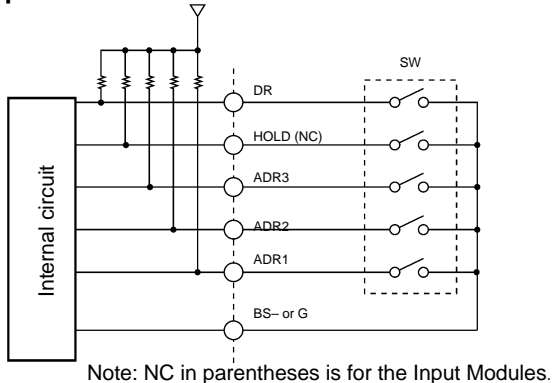 SW
DR
HOLD (NC)
ADR3
ADR2
ADR1
Internal circuit
BS– or G
Note: NC in parentheses is for the Input Modules.